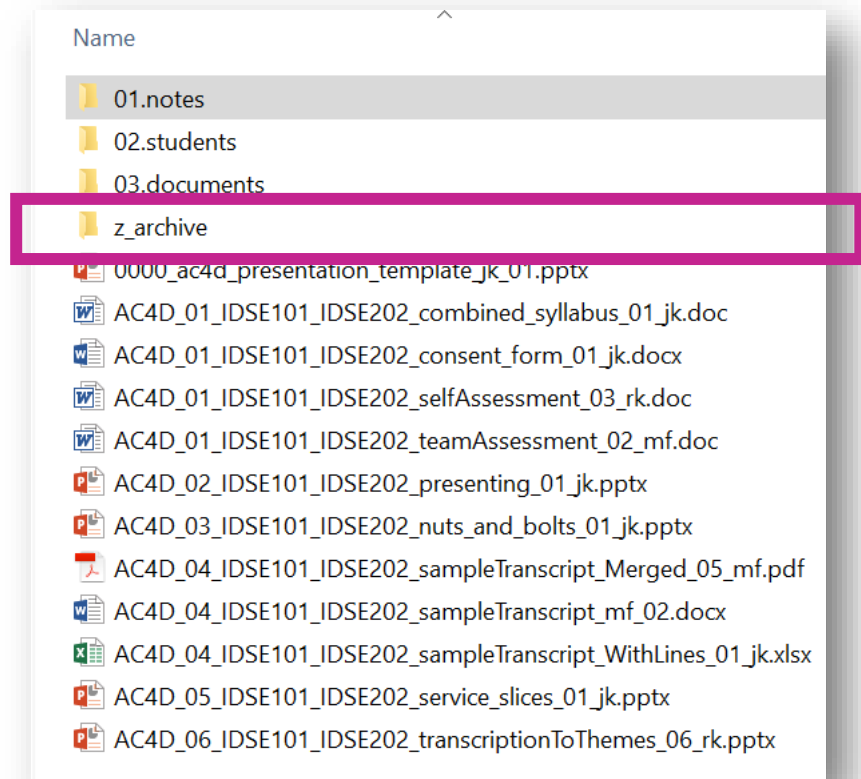 Name
01.notes
02.students
03.documents
z_archive
0000_ac4d_presentation_template_jk_01.pptx
AC4D_01_IDSE101_IDSE202_combined_syllabus_01_jk.doc
AC4D_01_IDSE101_IDSE202_consent_form_01_jk.docx
AC4D_01_IDSE101_IDSE202_selfAssessment_03_rk.doc
AC4D_01_IDSE101_IDSE202_teamAssessment_02_mf.doc
AC4D_02_IDSE101_IDSE202_presenting_01_jk.pptx
AC4D_03_IDSE101_IDSE202_nuts_and_bolts_01_jk.pptx
AC4D_04_IDSE101_IDSE202_sampleTranscript_Merged_05_mf.pdf
AC4D_04_IDSE101_IDSE202_sampleTranscript_mf_02.docx
AC4D_04_IDSE101_IDSE202_sampleTranscript_WithLines_01_jk.xlsx
AC4D_05_IDSE101_IDSE202_service_slices_01_jk.pptx
AC4D_06_IDSE101_IDSE202_transcriptionToThemes_06_rk.pptx